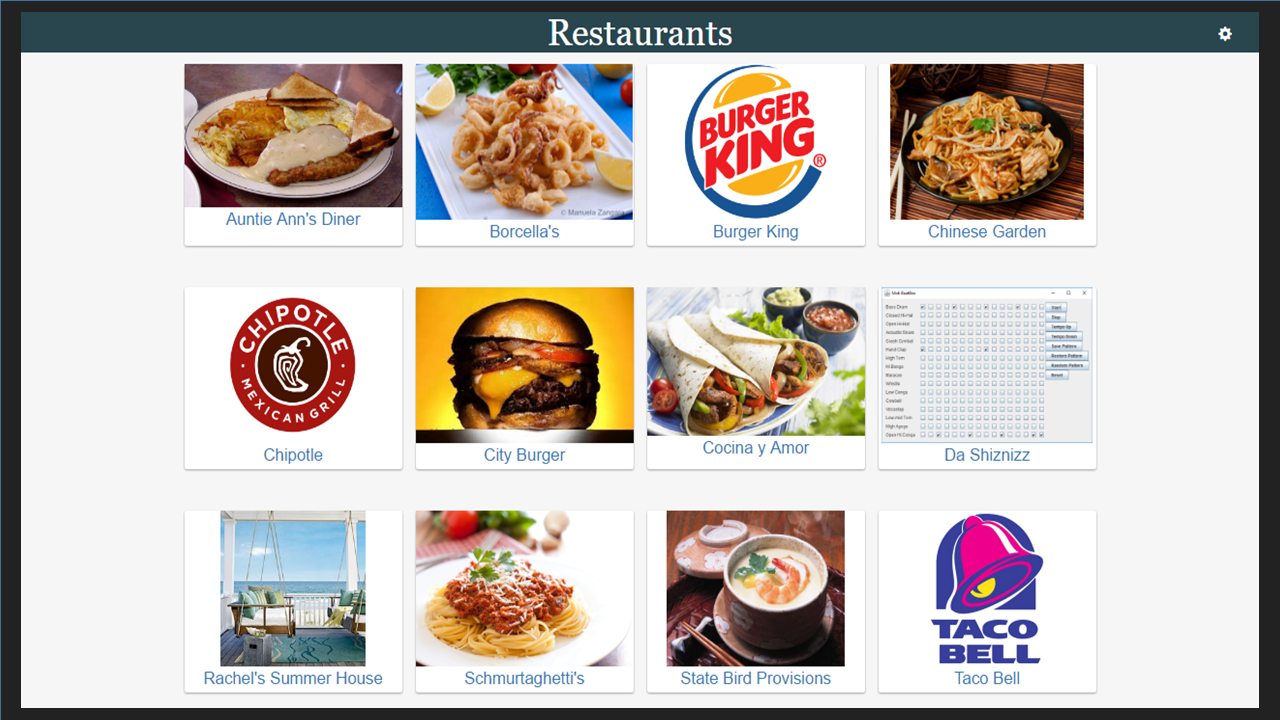 Restaurants
Auntie Ann's Diner
© Manuela Zangara
Borcella's
BURGER
KING
®
Burger King
Chinese Garden
CHIPOTLE
MEXICAN GRILL
Chipotle
City Burger
Cocina y Amor
Bass Drum
Closed Hi-Hat
Open Hi-Hat
Acoustic Snare
Crash Cymbal
Hand Clap
High Tom
Hi Bongo
Maracas
Whistle
Low Conga
Cowbell
Vibraslap
Low-mid Tom
High Agogo
Open Hi Conga
Start
Stop
Tempo Up
Tempo Down
Save Pattern
Restore Pattern
Random Pattern
Reset
Da Shiznizz
Rachel's Summer House
Schmurtaghetti's
State Bird Provisions
TACO
BELL
Taco Bell